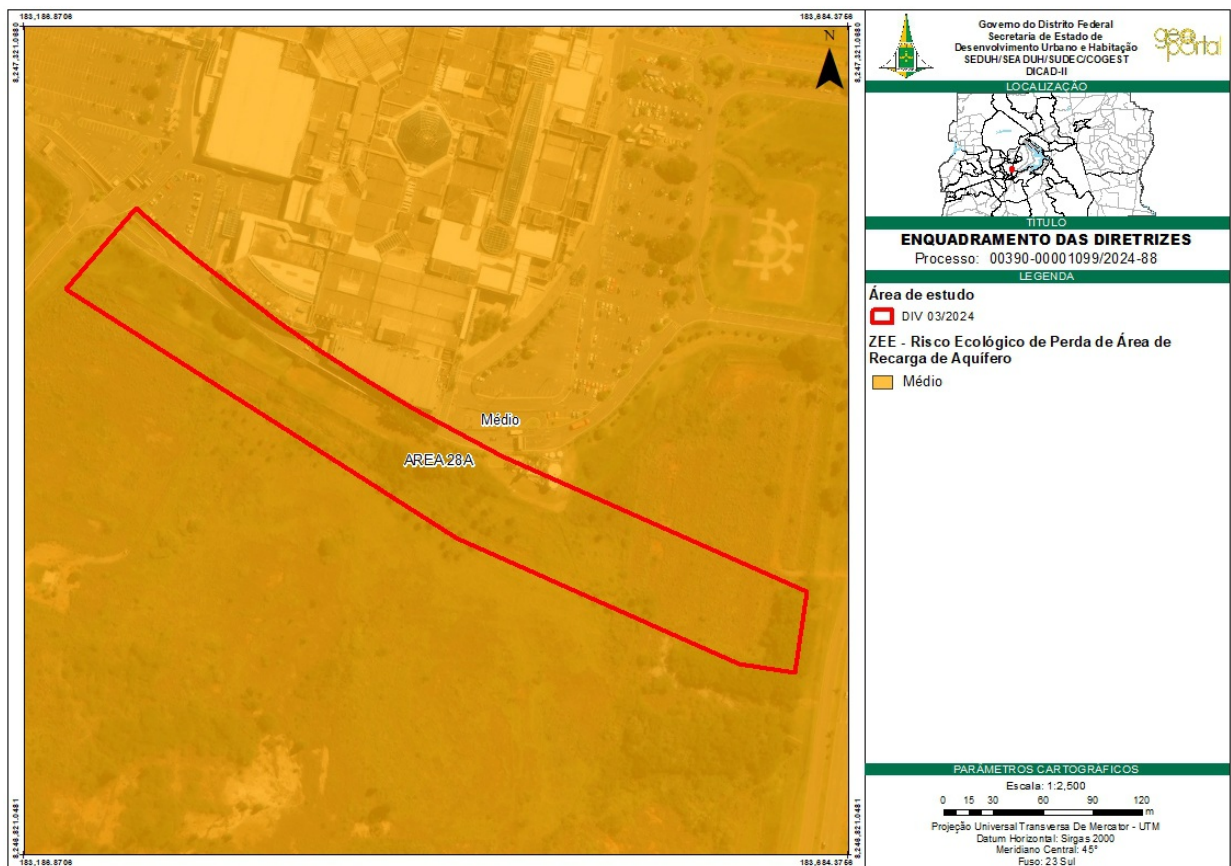 183,186.8706
183,684.3756
8,247,321.0680
8,247,321.0680
N
Médio
AREA 28A
8,246,821.0481
8,246,821.0481
183,186.8706
183,684.3756
Governo do Distrito Federal
Secretaria de Estado de
Desenvolvimento Urbano e Habitação
SEDUH/SEADUH/SUDEC/COGEST
DICAD-II
geo
portal
LOCALIZAÇÃO
TÍTULO
ENQUADRAMENTO DAS DIRETRIZES
Processo: 00390-00001099/2024-88
LEGENDA
Área de estudo
DIV 03/2024
ZEE - Risco Ecológico de Perda de Área de
Recarga de Aquífero
Médio
PARÂMETROS CARTOGRÁFICOS
Escala: 1:2,500
0 15 30 60 90 120
m
Projeção Universal Transversa De Mercator - UTM
Datum Horizontal: Sirgas 2000
Meridiano Central: 45°
Fuso: 23 Sul